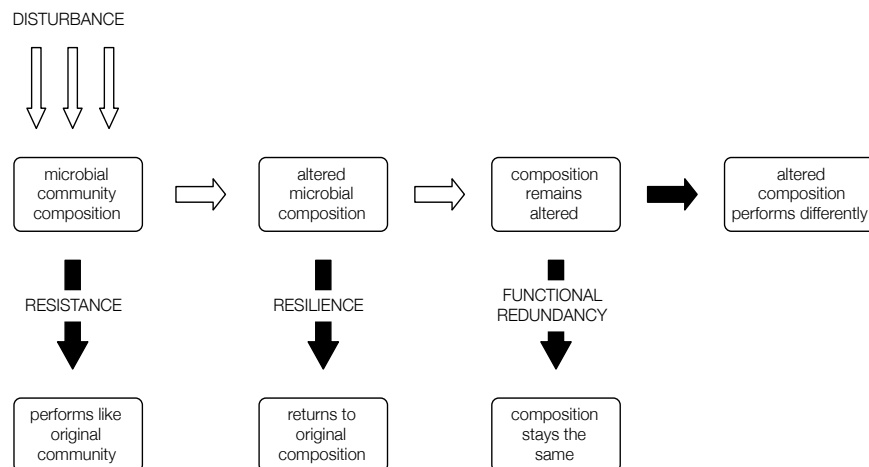 DISTURBANCE
microbial
community
composition
altered
microbial
composition
composition
remains
altered
altered
composition
performs differently
RESISTANCE
RESILIENCE
FUNCTIONAL
REDUNDANCY
performs like
original
community
returns to
original
composition
composition
stays the
same